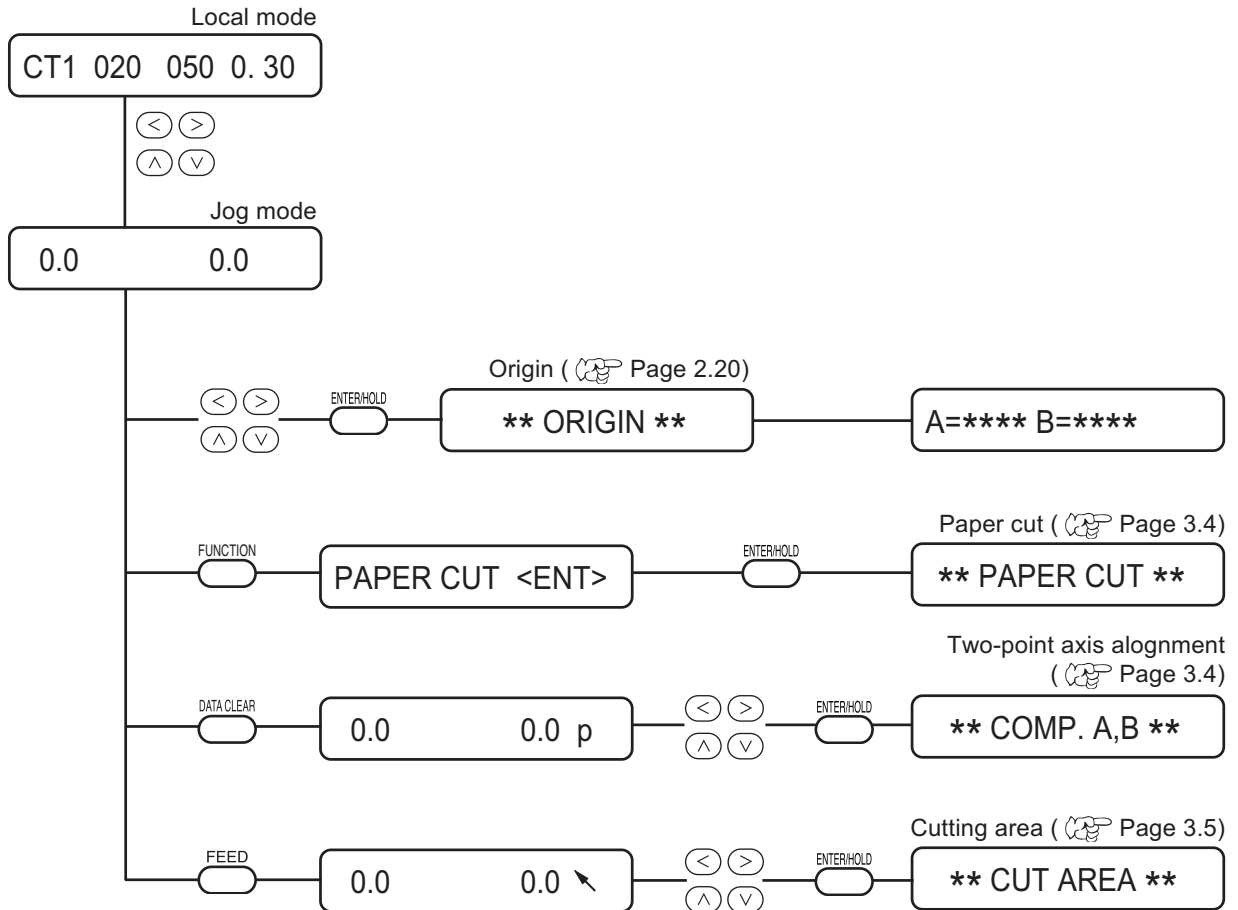 Local mode
CT1 020 050 0. 30
< >
∧ ∨
Jog mode
0.0 0.0
Origin ( Page 2.20)
< > ENTER/HOLD ** ORIGIN ** A=**** B=****
∧ ∨
Paper cut ( Page 3.4)
FUNCTION PAPER CUT <ENT> ENTER/HOLD ** PAPER CUT **
Two-point axis alognment
( Page 3.4)
DATA CLEAR 0.0 0.0 p < > ENTER/HOLD ** COMP. A,B **
∧ ∨
Cutting area ( Page 3.5)
FEED 0.0 0.0 < > ENTER/HOLD ** CUT AREA **
∧ ∨